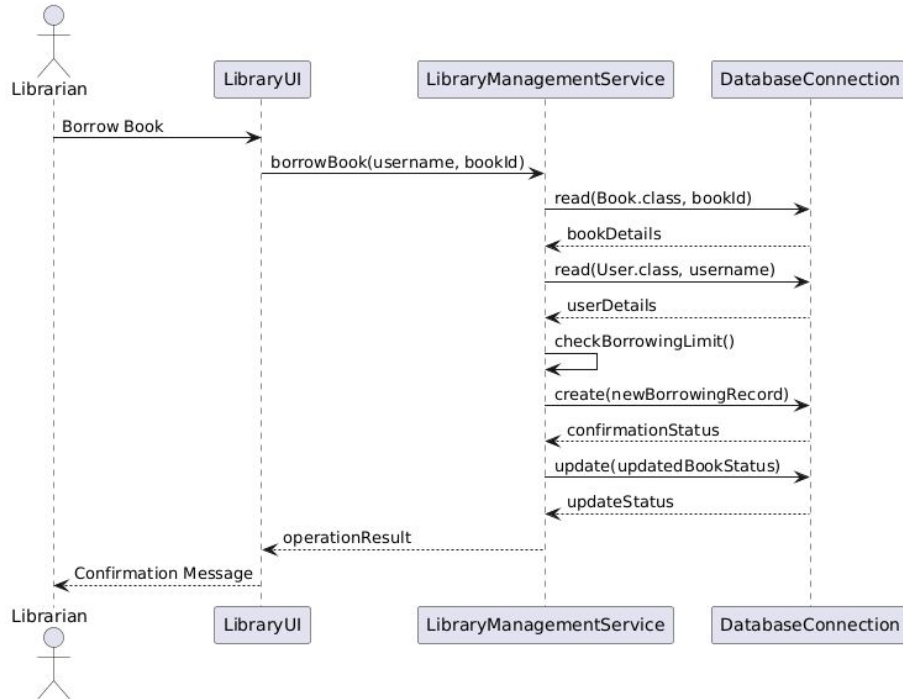 Librarian
LibraryUI
LibraryManagementService
DatabaseConnection
Borrow Book
borrowBook(username, bookId)
read(Book.class, bookId)
bookDetails
read(User.class, username)
userDetails
checkBorrowingLimit()
create(newBorrowingRecord)
confirmationStatus
update(updatedBookStatus)
updateStatus
operationResult
Confirmation Message
Librarian
LibraryUI
LibraryManagementService
DatabaseConnection